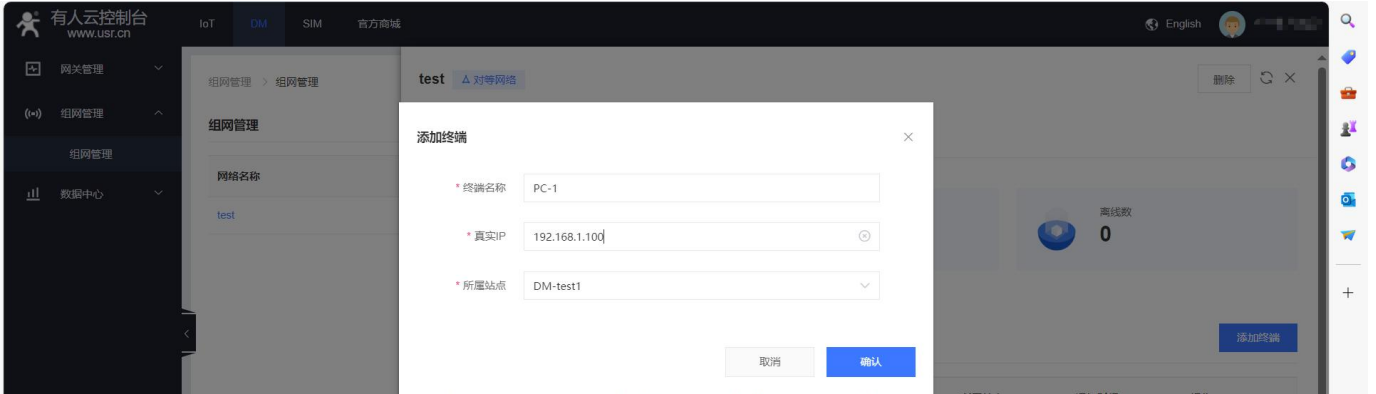 有人云控制台
www.usr.cn
IoT
DM
SIM
官方商城
English
网关管理
组网管理
组网管理
数据中心
组网管理 > 组网管理
组网管理
网络名称
test
test 对等网络
删除
添加终端
* 终端名称 PC-1
* 真实IP 192.168.1.100
* 所属站点 DM-test1
取消
确认
离线数
0
添加终端